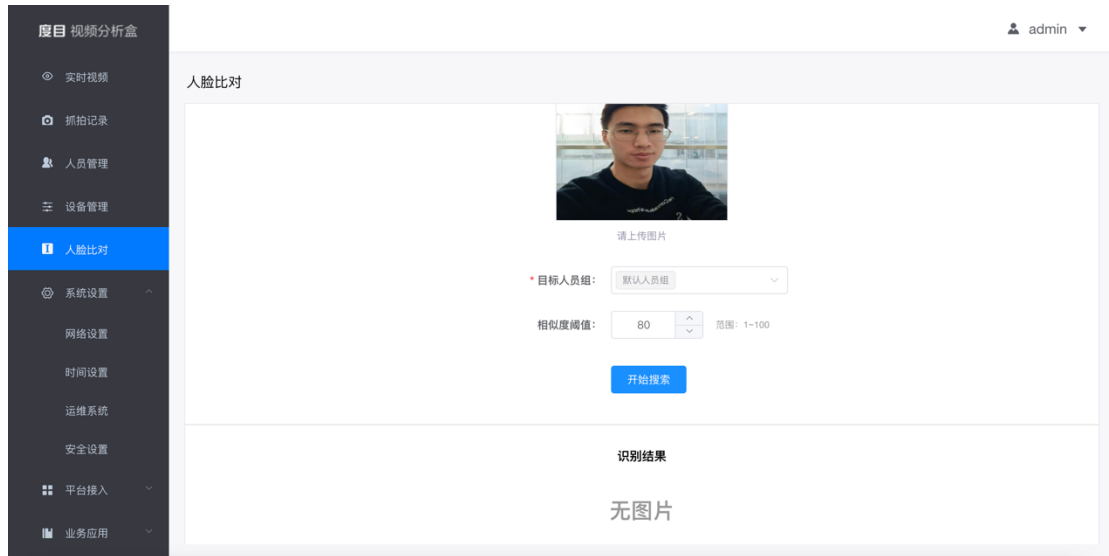 度目 视频分析盒
admin
实时视频
抓拍记录
人员管理
设备管理
人脸比对
系统设置
网络设置
时间设置
运维系统
安全设置
平台接入
业务应用
人脸比对
请上传图片
* 目标人员组： 默认人员组
相似度阈值： 80 范围：1~100
开始搜索
识别结果
无图片